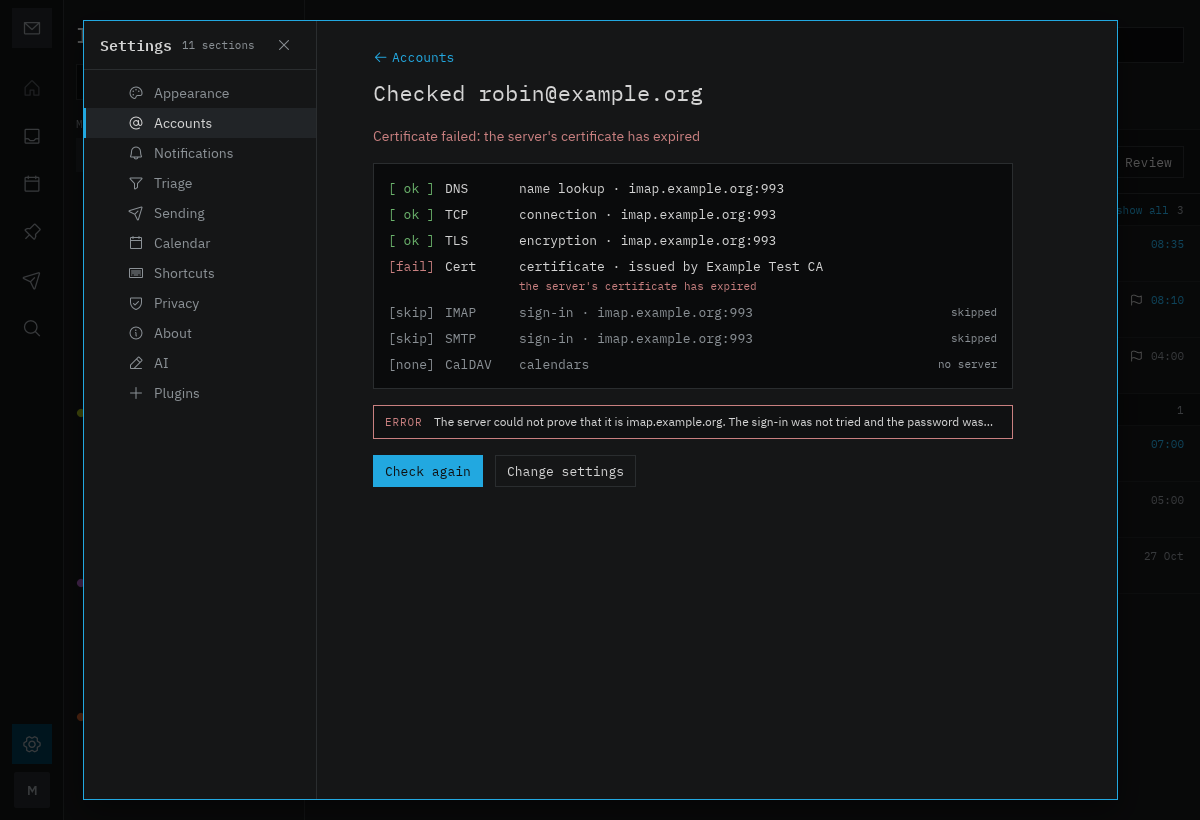 Settings 11 sections
Appearance
Accounts
Notifications
Triage
Sending
Calendar
Shortcuts
Privacy
About
AI
Plugins
M
← Accounts
Checked robin@example.org
Certificate failed: the server's certificate has expired
[ ok ] DNS name lookup · imap.example.org:993
[ ok ] TCP connection · imap.example.org:993
[ ok ] TLS encryption · imap.example.org:993
[fail] Cert certificate · issued by Example Test CA
the server's certificate has expired
[skip] IMAP sign-in · imap.example.org:993 skipped
[skip] SMTP sign-in · imap.example.org:993 skipped
[none] CalDAV calendars no server
ERROR The server could not prove that it is imap.example.org. The sign-in was not tried and the password was…
Check again Change settings
Review
show all 3
08:35
08:10
04:00
1
07:00
05:00
27 Oct